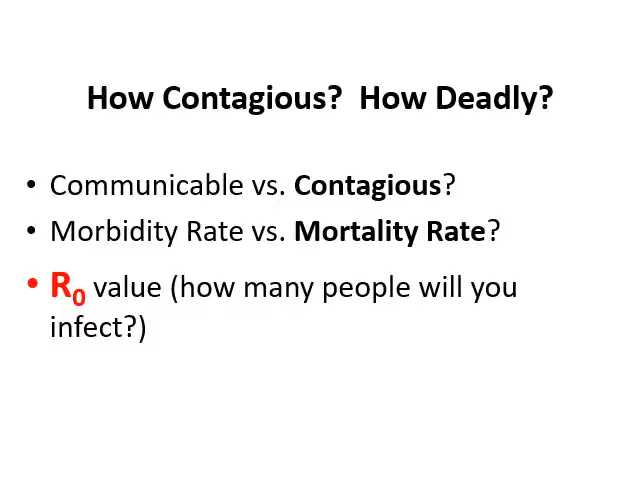 How Contagious?  How Deadly?
• Communicable vs. Contagious?
• Morbidity Rate vs. Mortality Rate?
• R₀ value (how many people will you
infect?)